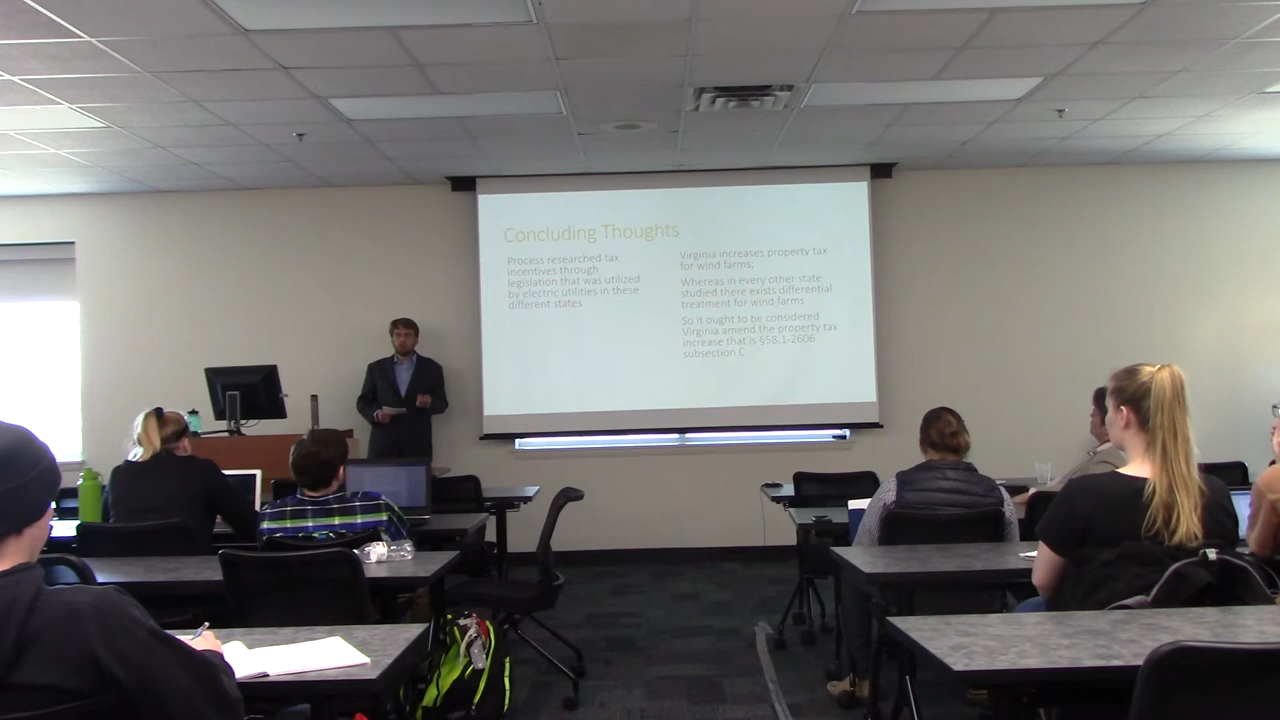 Concluding Thoughts
Process researched tax
incentives through
legislation that was utilized
by electric utilities in these
different states
Virginia increases property tax
for wind farms;
Whereas in every other state
studied there exists differential
treatment for wind farms
So it ought to be considered
Virginia amend the property tax
increase that is §58.1-2606
subsection C